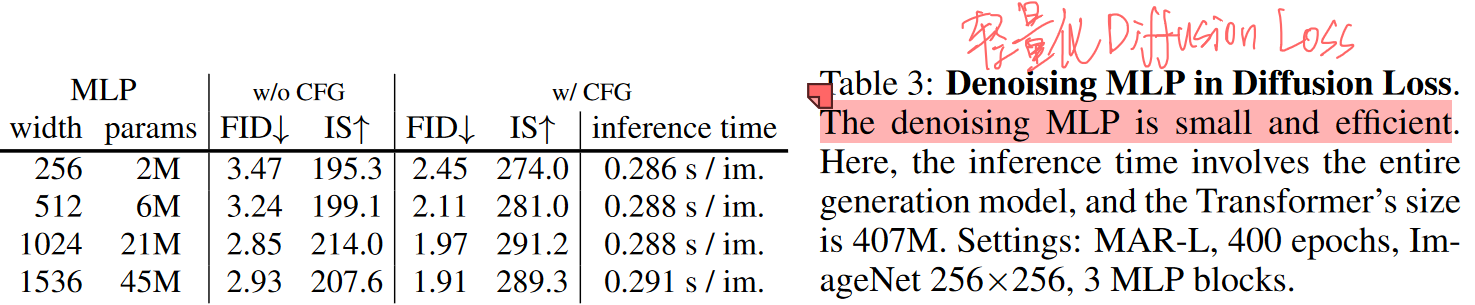 MLP w/o CFG w/ CFG
width params FID↓ IS↑ FID↓ IS↑ inference time
256 2M 3.47 195.3 2.45 274.0 0.286 s / im.
512 6M 3.24 199.1 2.11 281.0 0.288 s / im.
1024 21M 2.85 214.0 1.97 291.2 0.288 s / im.
1536 45M 2.93 207.6 1.91 289.3 0.291 s / im.
轻量化 Diffusion Loss
Table 3: Denoising MLP in Diffusion Loss.
The denoising MLP is small and efficient.
Here, the inference time involves the entire
generation model, and the Transformer's size
is 407M. Settings: MAR-L, 400 epochs, Im-
ageNet 256×256, 3 MLP blocks.